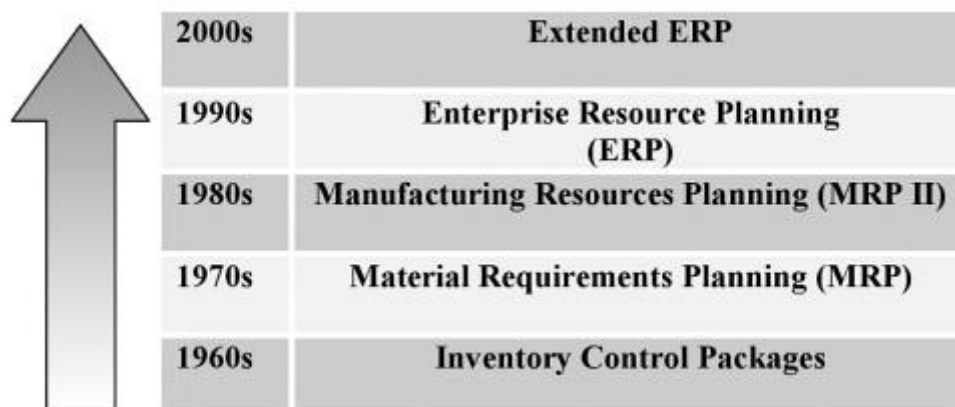 2000s Extended ERP
1990s Enterprise Resource Planning
(ERP)
1980s Manufacturing Resources Planning (MRP II)
1970s Material Requirements Planning (MRP)
1960s Inventory Control Packages